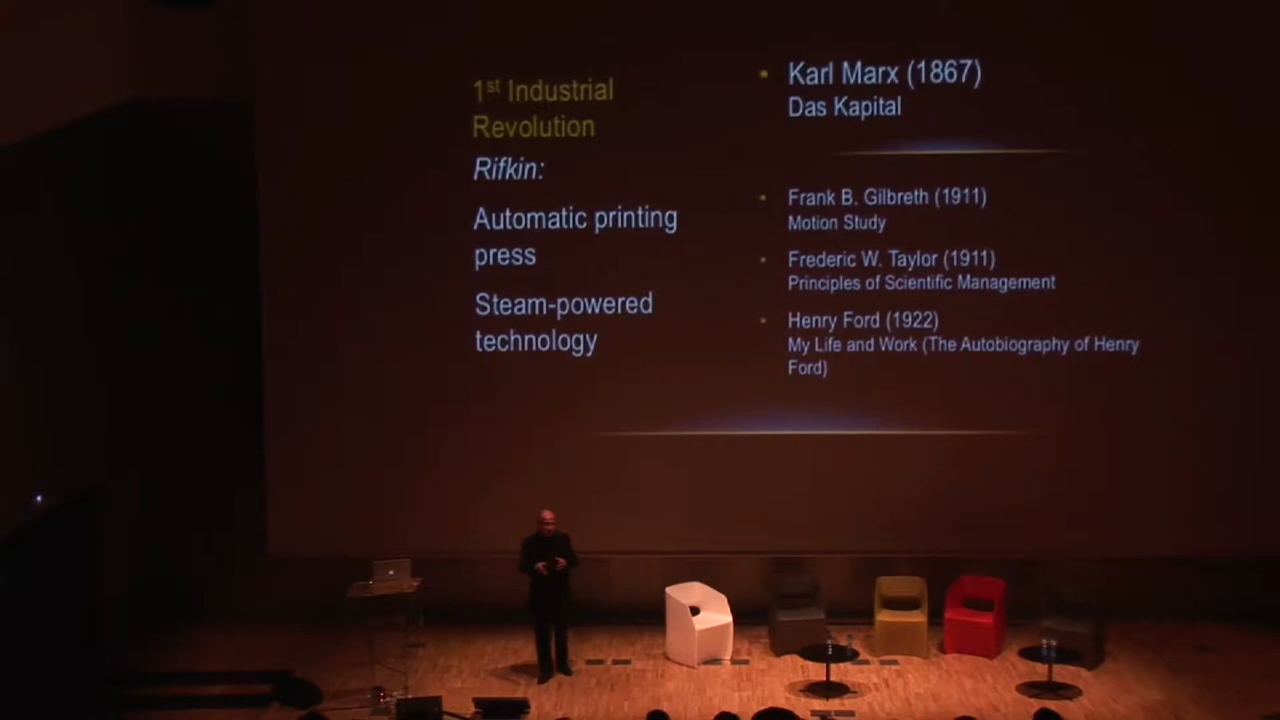 1st Industrial
Revolution
Rifkin:
Automatic printing
press
Steam-powered
technology
• Karl Marx (1867)
Das Kapital
• Frank B. Gilbreth (1911)
Motion Study
• Frederic W. Taylor (1911)
Principles of Scientific Management
• Henry Ford (1922)
My Life and Work (The Autobiography of Henry
Ford)